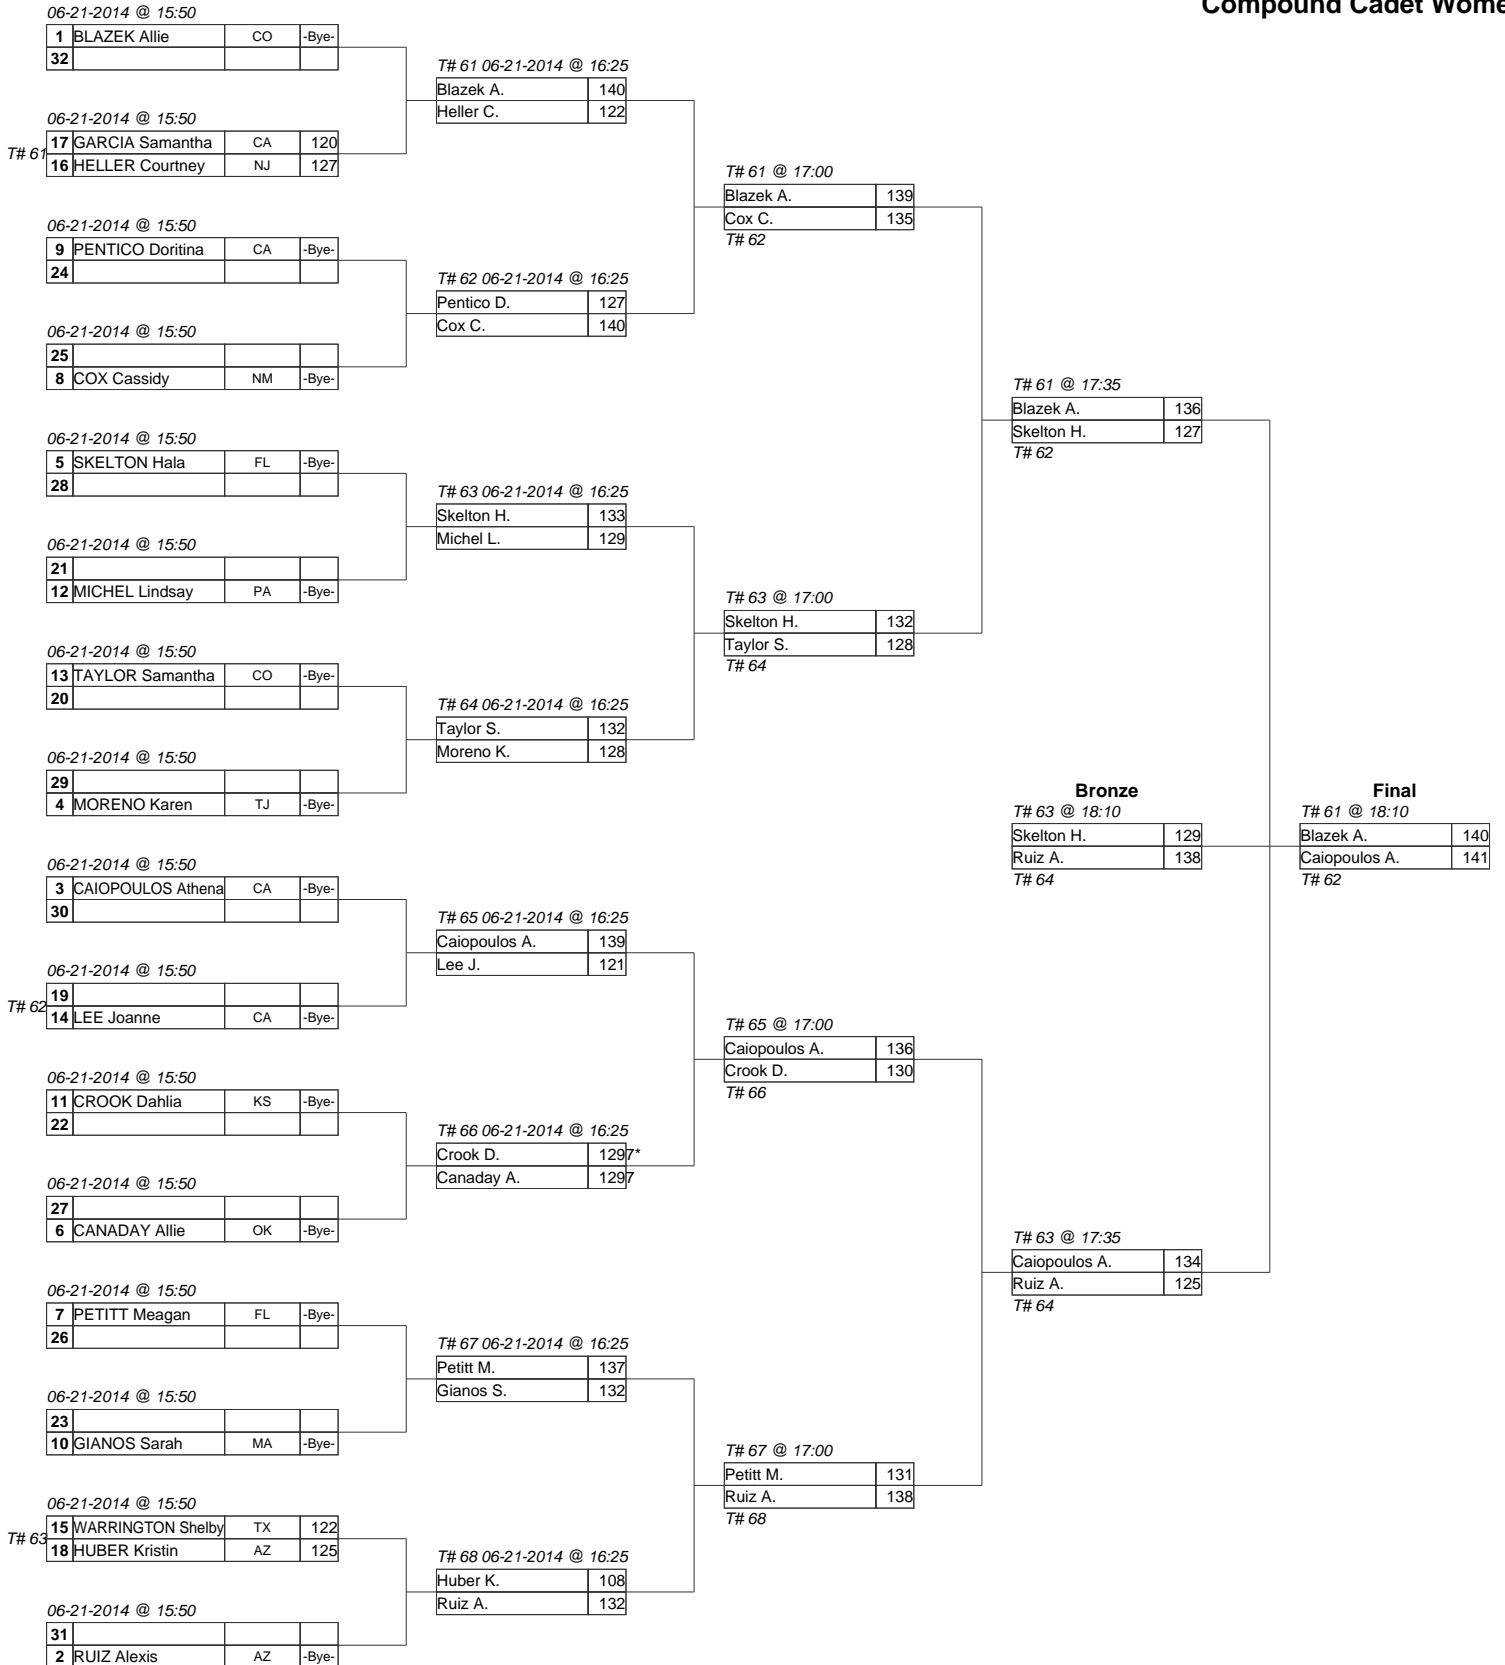 Compound Cadet Wome
06-21-2014 @ 15:50
1 BLAZEK Allie CO -Bye-
32
06-21-2014 @ 15:50
T# 61
17 GARCIA Samantha CA 120
16 HELLER Courtney NJ 127
06-21-2014 @ 15:50
9 PENTICO Doritina CA -Bye-
24
06-21-2014 @ 15:50
25
8 COX Cassidy NM -Bye-
06-21-2014 @ 15:50
5 SKELTON Hala FL -Bye-
28
06-21-2014 @ 15:50
21
12 MICHEL Lindsay PA -Bye-
06-21-2014 @ 15:50
13 TAYLOR Samantha CO -Bye-
20
06-21-2014 @ 15:50
29
4 MORENO Karen TJ -Bye-
06-21-2014 @ 15:50
3 CAIOPOULOS Athena CA -Bye-
30
06-21-2014 @ 15:50
T# 62
19
14 LEE Joanne CA -Bye-
06-21-2014 @ 15:50
11 CROOK Dahlia KS -Bye-
22
06-21-2014 @ 15:50
27
6 CANADAY Allie OK -Bye-
06-21-2014 @ 15:50
7 PETITT Meagan FL -Bye-
26
06-21-2014 @ 15:50
23
10 GIANOS Sarah MA -Bye-
06-21-2014 @ 15:50
T# 63
15 WARRINGTON Shelby TX 122
18 HUBER Kristin AZ 125
06-21-2014 @ 15:50
31
2 RUIZ Alexis AZ -Bye-
T# 61 06-21-2014 @ 16:25
Blazek A. 140
Heller C. 122
T# 62 06-21-2014 @ 16:25
Pentico D. 127
Cox C. 140
T# 63 06-21-2014 @ 16:25
Skelton H. 133
Michel L. 129
T# 64 06-21-2014 @ 16:25
Taylor S. 132
Moreno K. 128
T# 65 06-21-2014 @ 16:25
Caiopoulos A. 139
Lee J. 121
T# 66 06-21-2014 @ 16:25
Crook D. 129 7*
Canaday A. 129 7
T# 67 06-21-2014 @ 16:25
Petitt M. 137
Gianos S. 132
T# 68 06-21-2014 @ 16:25
Huber K. 108
Ruiz A. 132
T# 61 @ 17:00
Blazek A. 139
Cox C. 135
T# 62
T# 63 @ 17:00
Skelton H. 132
Taylor S. 128
T# 64
T# 65 @ 17:00
Caiopoulos A. 136
Crook D. 130
T# 66
T# 67 @ 17:00
Petitt M. 131
Ruiz A. 138
T# 68
T# 61 @ 17:35
Blazek A. 136
Skelton H. 127
T# 62
Bronze
T# 63 @ 18:10
Skelton H. 129
Ruiz A. 138
T# 64
T# 63 @ 17:35
Caiopoulos A. 134
Ruiz A. 125
T# 64
Final
T# 61 @ 18:10
Blazek A. 140
Caiopoulos A. 141
T# 62